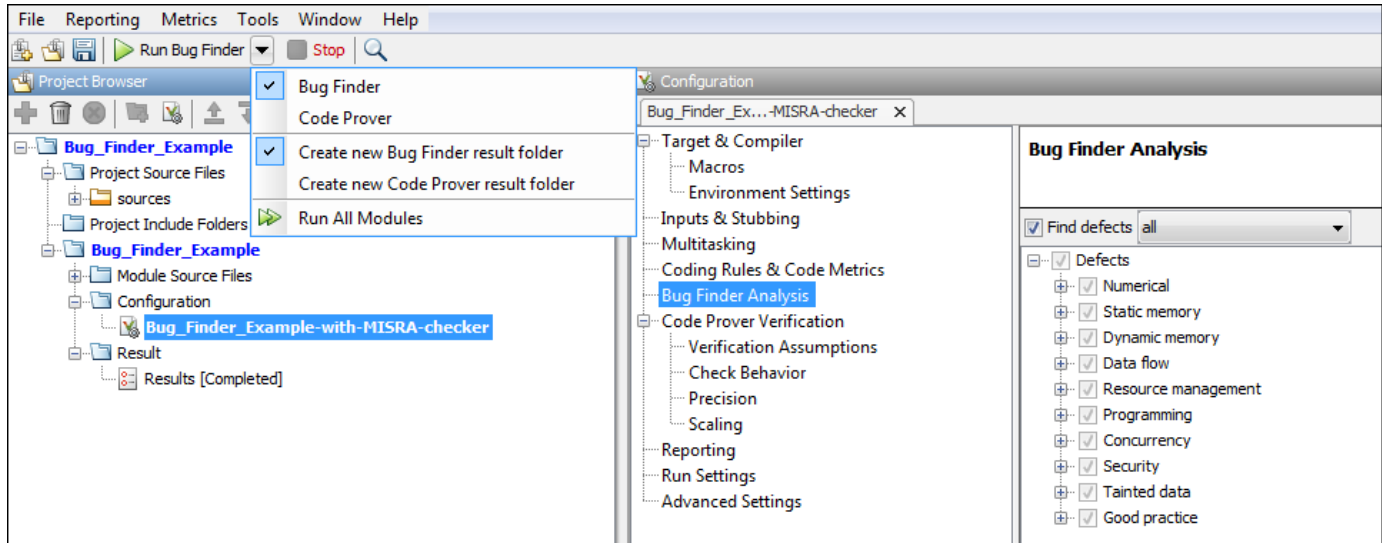 File Reporting Metrics Tools Window Help
Run Bug Finder Stop
Project Browser
Bug Finder
Code Prover
Create new Bug Finder result folder
Create new Code Prover result folder
Run All Modules
Bug_Finder_Example
Project Source Files
sources
Project Include Folders
Bug_Finder_Example
Module Source Files
Configuration
Bug_Finder_Example-with-MISRA-checker
Result
Results [Completed]
Configuration
Bug_Finder_Ex...-MISRA-checker X
Target & Compiler
Macros
Environment Settings
Inputs & Stubbing
Multitasking
Coding Rules & Code Metrics
Bug Finder Analysis
Code Prover Verification
Verification Assumptions
Check Behavior
Precision
Scaling
Reporting
Run Settings
Advanced Settings
Bug Finder Analysis
Find defects all
Defects
Numerical
Static memory
Dynamic memory
Data flow
Resource management
Programming
Concurrency
Security
Tainted data
Good practice